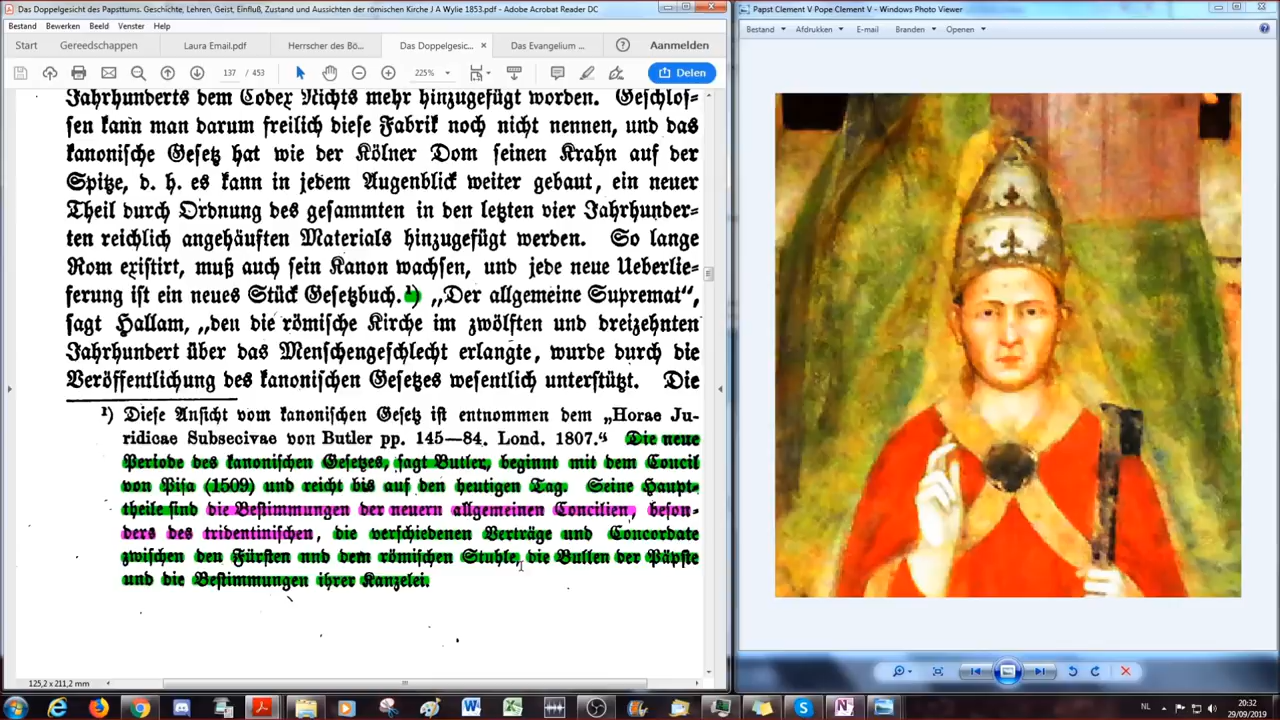 Das Doppelgesicht des Papsttums. Geschichte, Lehren, Geist, Einfluß, Zustand und Aussichten der römischen Kirche J A Wylie 1853.pdf - Adobe Acrobat Reader DC
Bestand Bewerken Beeld Venster Help
Start Gereedschappen Laura Email.pdf Herrscher des Bö... Das Doppelgesic... × Das Evangelium ... Aanmelden
137 / 453 225% Delen
Jahrhunderts dem Codex Nichts mehr hinzugefügt worden. Geschlos=
sen kann man darum freilich diese Fabrik noch nicht nennen, und das
kanonische Gesetz hat wie der Kölner Dom seinen Krahn auf der
Spitze, d. h. es kann in jedem Augenblick weiter gebaut, ein neuer
Theil durch Ordnung des gesammten in den letzten vier Jahrhunder=
ten reichlich angehäuften Materials hinzugefügt werden. So lange
Rom existirt, muß auch sein Kanon wachsen, und jede neue Ueberlie=
ferung ist ein neues Stück Gesetzbuch.¹) „Der allgemeine Supremat“,
sagt Hallam, „den die römische Kirche im zwölften und dreizehnten
Jahrhundert über das Menschengeschlecht erlangte, wurde durch die
Veröffentlichung des kanonischen Gesetzes wesentlich unterstützt. Die
¹) Diese Ansicht vom kanonischen Gesetz ist entnommen dem „Horae Ju-
ridicae Subsecivae von Butler pp. 145—84. Lond. 1807.“ Die neue
Periode des kanonischen Gesetzes, sagt Butler, beginnt mit dem Concil
von Pisa (1509) und reicht bis auf den heutigen Tag. Seine Haupt=
theile sind die Bestimmungen der neuern allgemeinen Concilien, beson=
ders des tridentinischen, die verschiedenen Verträge und Concordate
zwischen den Fürsten nnd dem römischen Stuhle, die Bullen der Päpste
und die Bestimmungen ihrer Kanzelei.
125,2 x 211,2 mm
Papst Clement V Pope Clement V - Windows Photo Viewer
Bestand Afdrukken E-mail Branden Openen
NL 20:32
29/09/2019